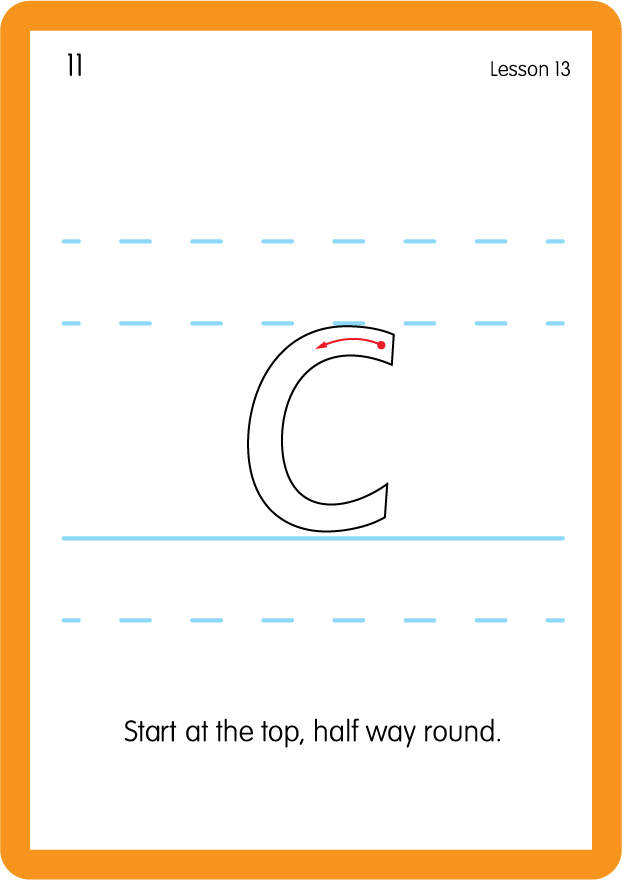 11
Lesson 13
c
Start at the top, half way round.